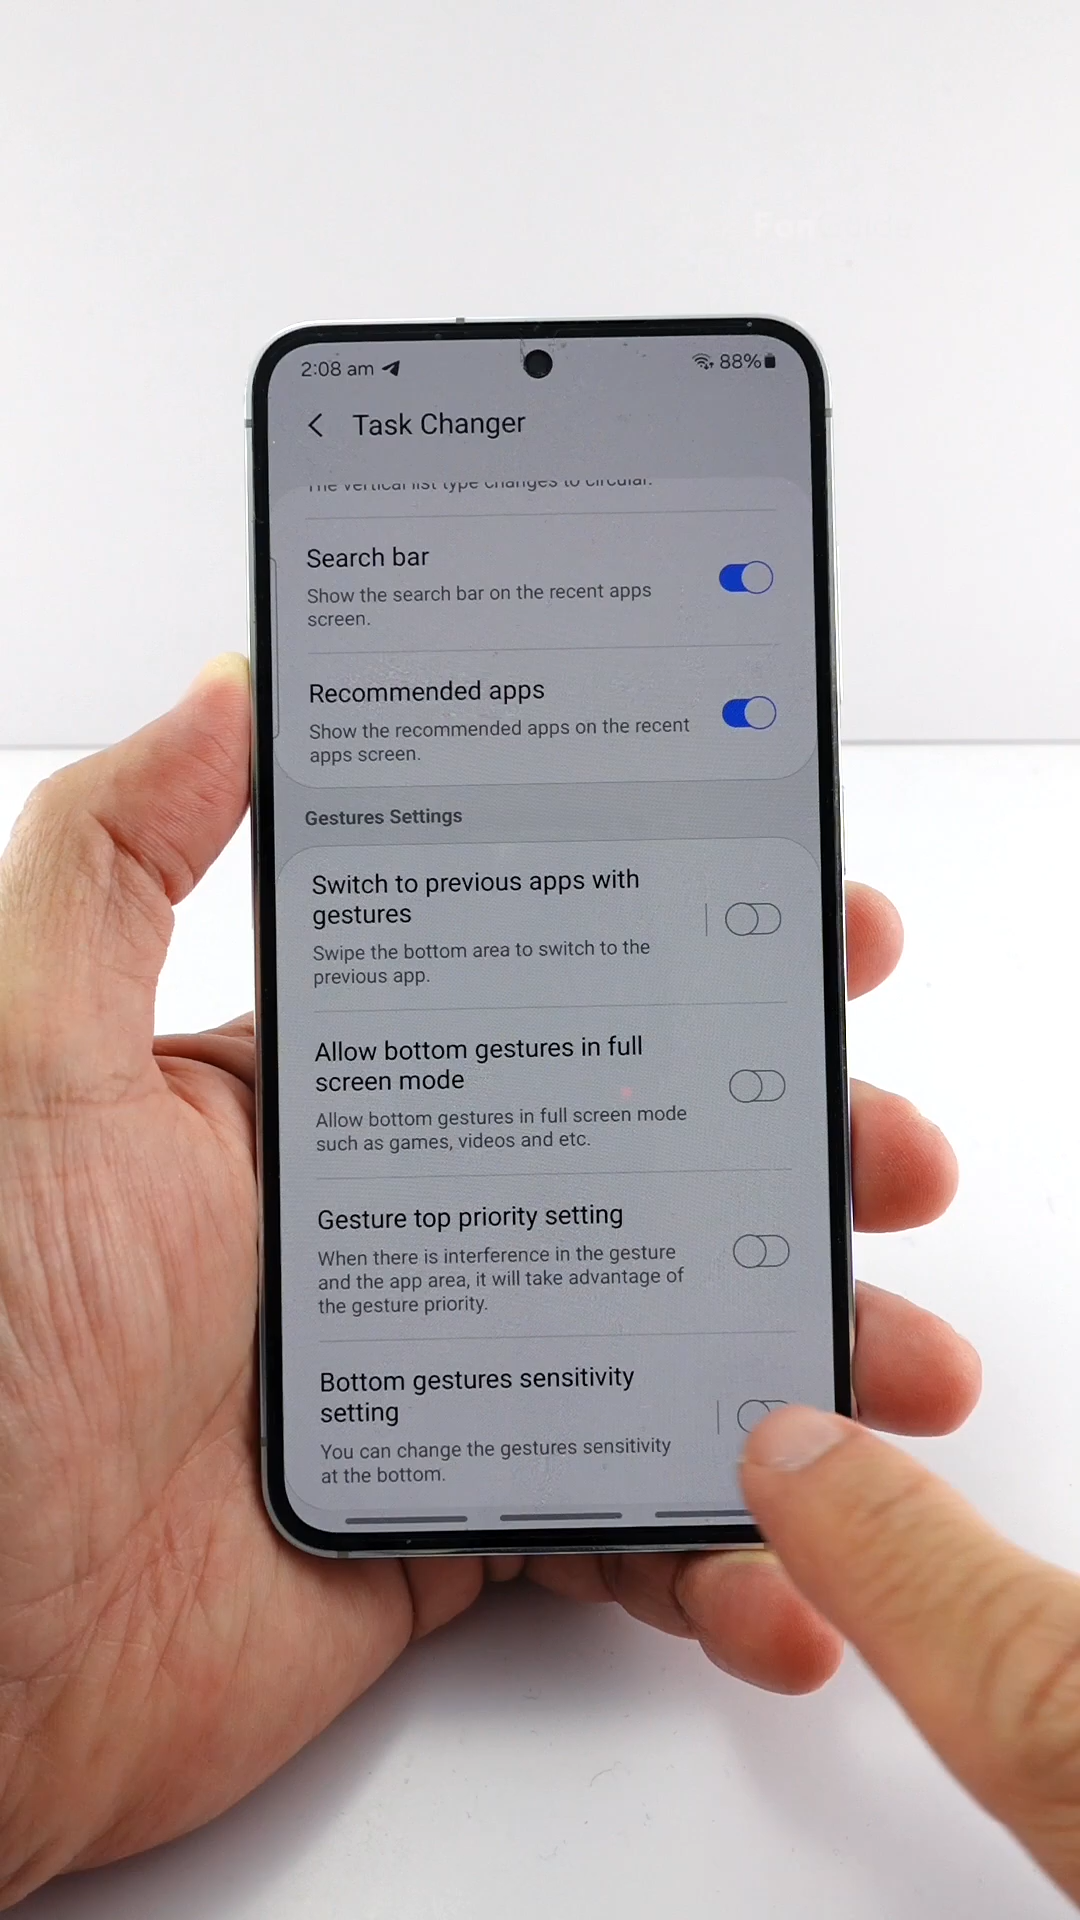 Fon
2:08 am
88%
Task Changer
The vertical list type changes to circular.
Search bar
Show the search bar on the recent apps
screen.
Recommended apps
Show the recommended apps on the recent
apps screen.
Gestures Settings
Switch to previous apps with
gestures
Swipe the bottom area to switch to the
previous app.
Allow bottom gestures in full
screen mode
Allow bottom gestures in full screen mode
such as games, videos and etc.
Gesture top priority setting
When there is interference in the gesture
and the app area, it will take advantage of
the gesture priority.
Bottom gestures sensitivity
setting
You can change the gestures sensitivity
at the bottom.